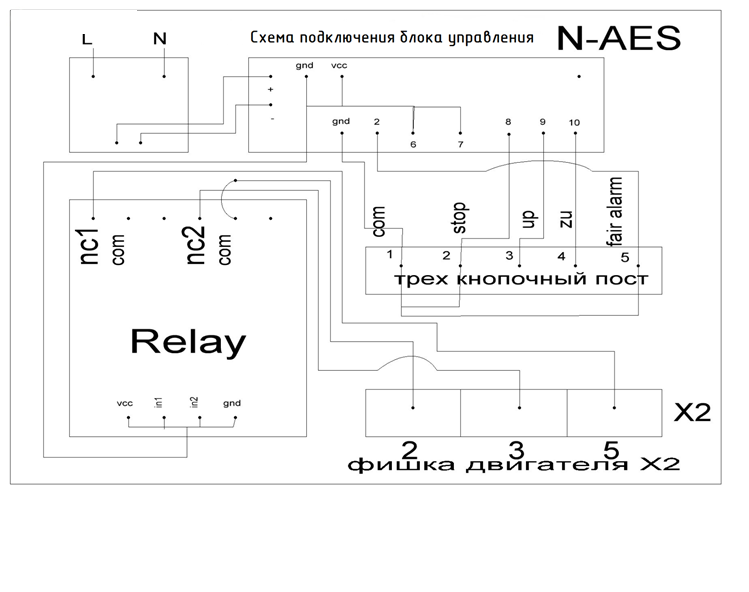 Схема подключения блока управления N-AES
L N
gnd vcc
+
-
gnd 2 6 7 8 9 10
com stop up zu fair alarm
nc1 com nc2 com
1 2 3 4 5
трех кнопочный пост
Relay
vcc in1 in2 gnd
X2
2 3 5
фишка двигателя X2